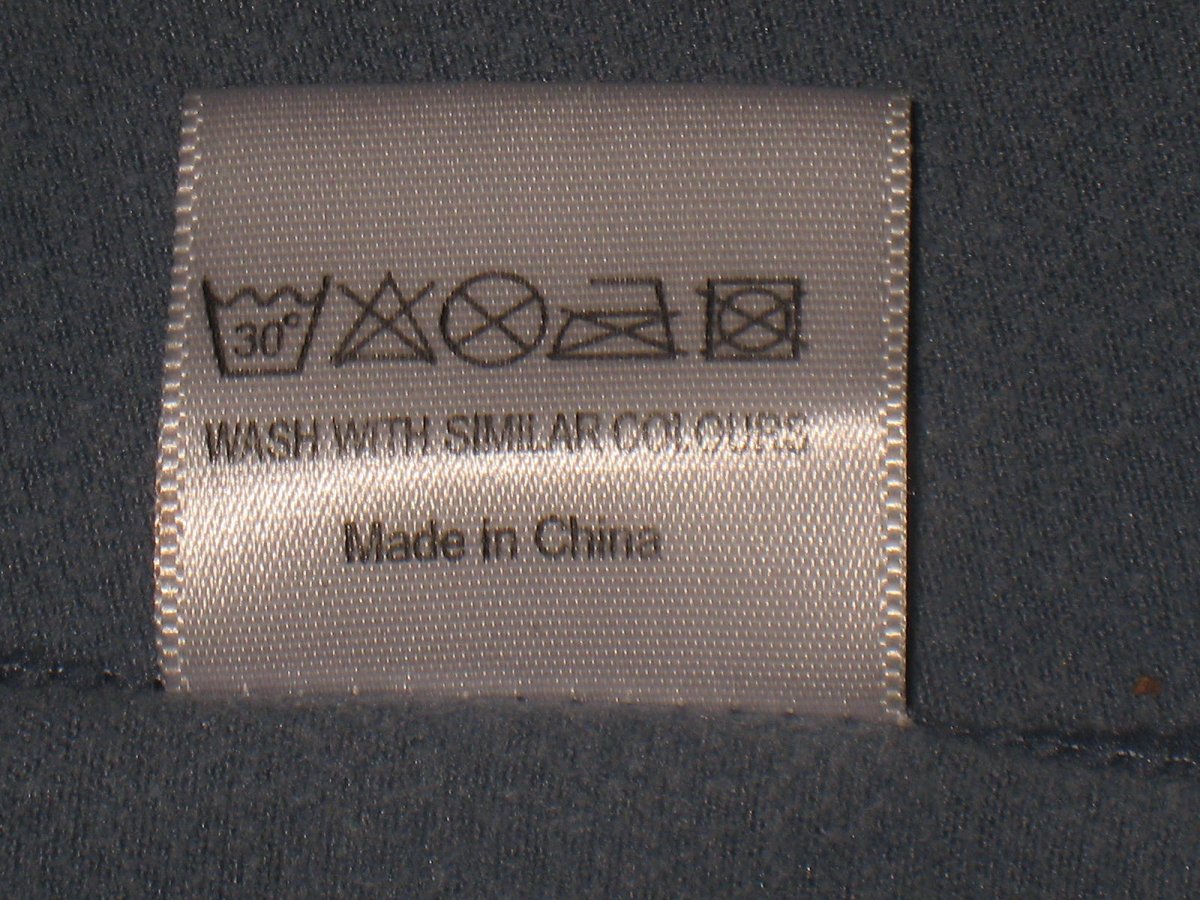 30°
WASH WITH SIMILAR COLOURS
Made in China